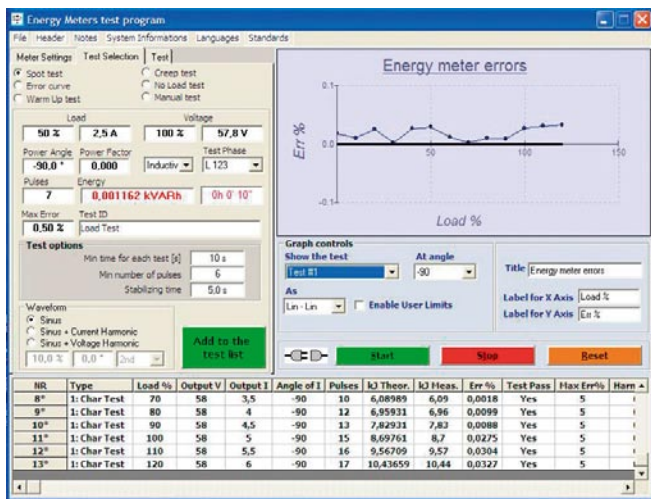 Energy Meters test program
File Header Notes System Informations Languages Standards
Meter Settings Test Selection Test
Spot test Creep test
Error curve No Load test
Warm Up test Manual test
Load Voltage
50 % 2,5 A 100 % 57,8 V
Power Angle Power Factor Test Phase
-90,0 ° 0,000 Inductiv L 123
Pulses Energy
7 0,001162 kVARh 0h 0' 10"
Max Error Test ID
0,50 % Load Test
Test options
Min time for each test [s] 10 s
Min number of pulses 6
Stabilizing time 5,0 s
Waveform
Sinus
Sinus + Current Harmonic
Sinus + Voltage Harmonic
10,0 % 0,0 ° 2nd
Add to the
test list
Energy meter errors
0.1
0.0
-0.1
50 100 150
Err %
Load %
Graph controls
Show the test At angle
Test #1 -90
As
Lin - Lin Enable User Limits
Title Energy meter errors
Label for X Axis Load %
Label for Y Axis Err %
Start Stop Reset
NR Type Load % Output V Output I Angle of I Pulses kJ Theor. kJ Meas. Err % Test Pass Max Err% Harm
8° 1: Char Test 70 58 3,5 -90 10 6,08989 6,09 0,0018 Yes 5
9° 1: Char Test 80 58 4 -90 12 6,95931 6,96 0,0099 Yes 5
10° 1: Char Test 90 58 4,5 -90 13 7,82931 7,83 0,0088 Yes 5
11° 1: Char Test 100 58 5 -90 15 8,69761 8,7 0,0275 Yes 5
12° 1: Char Test 110 58 5,5 -90 16 9,56709 9,57 0,0304 Yes 5
13° 1: Char Test 120 58 6 -90 17 10,43659 10,44 0,0327 Yes 5